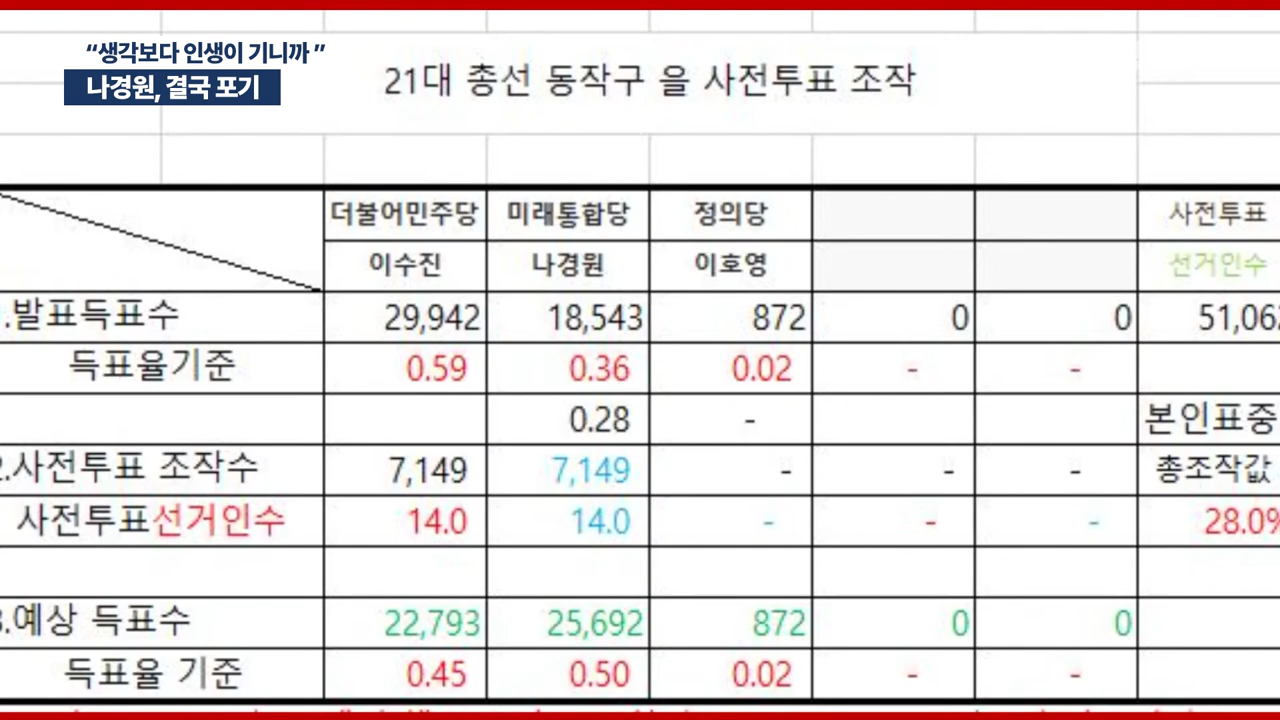 “생각보다 인생이 기니까 ”
나경원, 결국 포기
21대 총선 동작구 을 사전투표 조작
더불어민주당 미래통합당 정의당 사전투표
이수진 나경원 이호영 선거인수
.발표득표수 29,942 18,543 872 0 0 51,06
득표율기준 0.59 0.36 0.02 - -
0.28 - 본인표중
2.사전투표 조작수 7,149 7,149 - - - 총조작값
사전투표선거인수 14.0 14.0 - - - 28.0%
3.예상 득표수 22,793 25,692 872 0 0
득표율 기준 0.45 0.50 0.02 - -